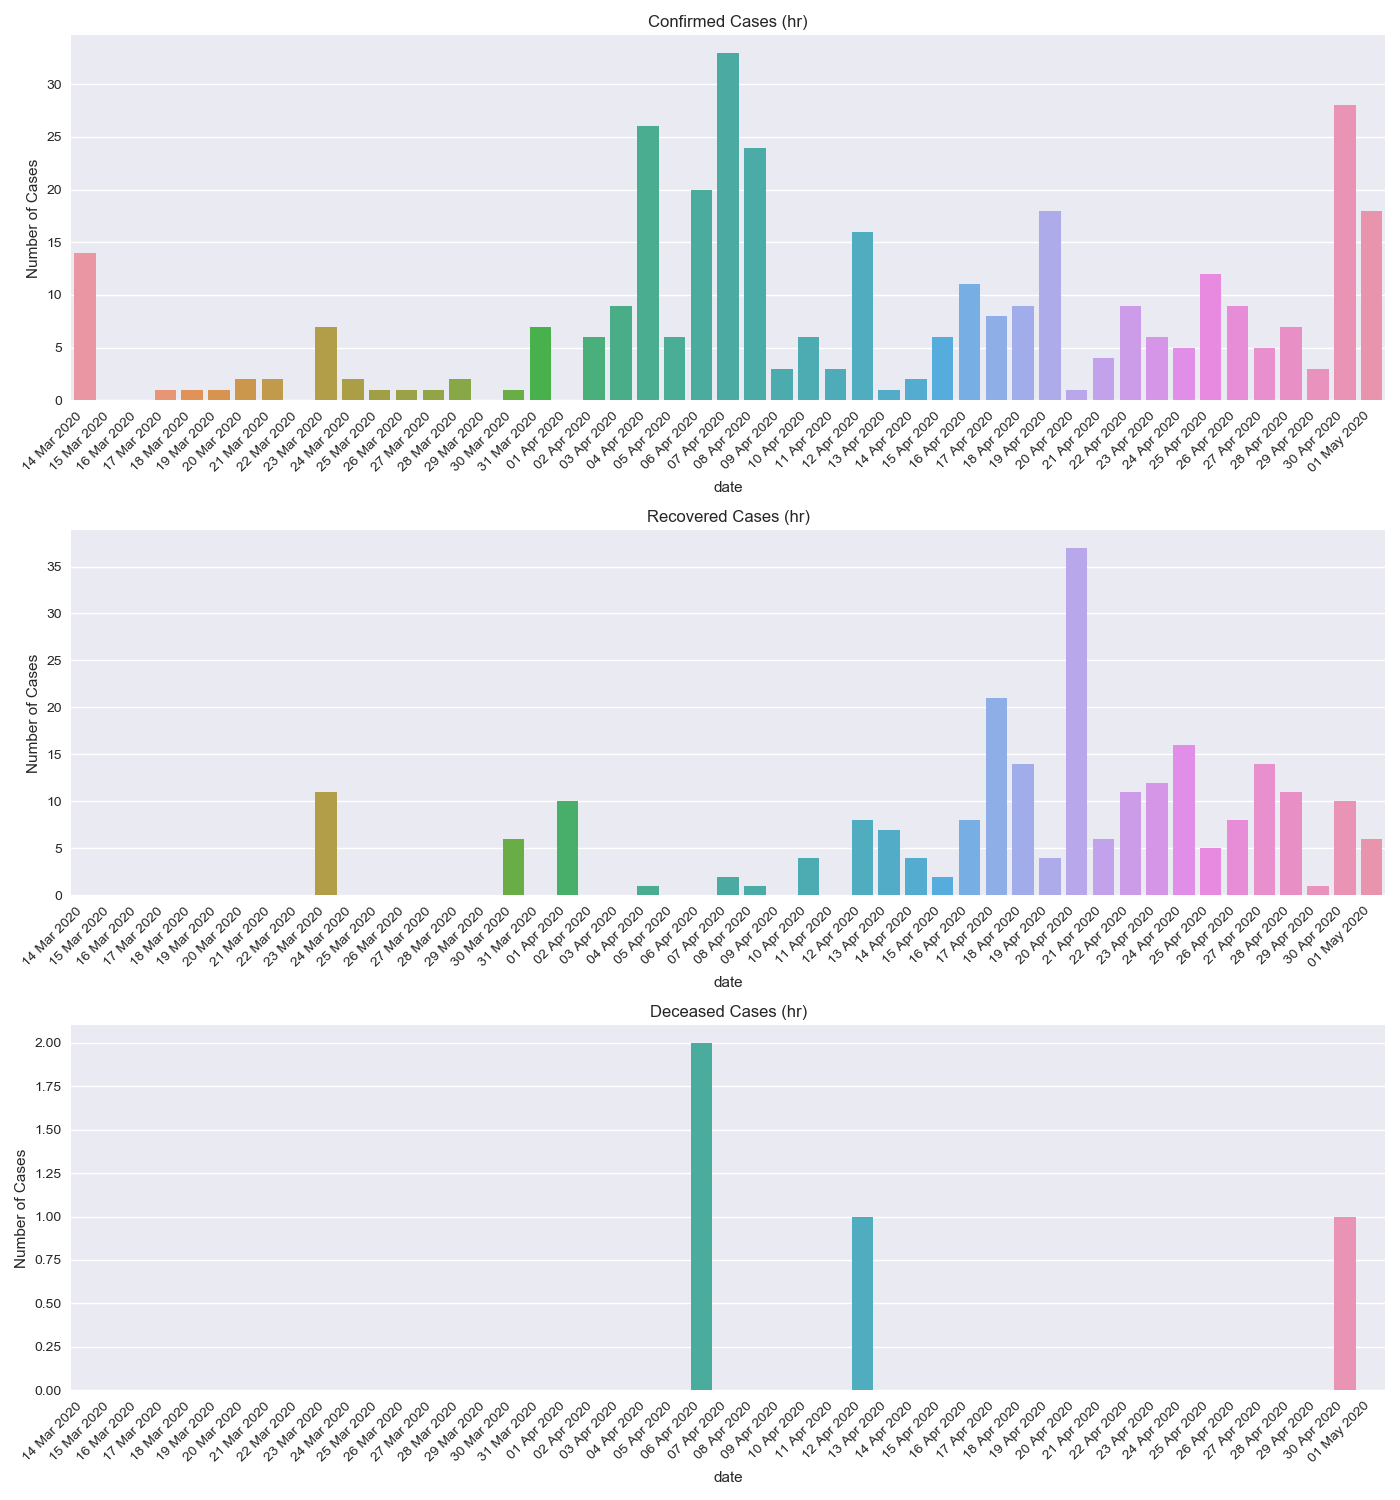 Confirmed Cases (hr)
Number of Cases
30
25
20
15
10
5
0
14 Mar 2020
15 Mar 2020
16 Mar 2020
17 Mar 2020
18 Mar 2020
19 Mar 2020
20 Mar 2020
21 Mar 2020
22 Mar 2020
23 Mar 2020
24 Mar 2020
25 Mar 2020
26 Mar 2020
27 Mar 2020
28 Mar 2020
29 Mar 2020
30 Mar 2020
31 Mar 2020
01 Apr 2020
02 Apr 2020
03 Apr 2020
04 Apr 2020
05 Apr 2020
06 Apr 2020
07 Apr 2020
08 Apr 2020
09 Apr 2020
10 Apr 2020
11 Apr 2020
12 Apr 2020
13 Apr 2020
14 Apr 2020
15 Apr 2020
16 Apr 2020
17 Apr 2020
18 Apr 2020
19 Apr 2020
20 Apr 2020
21 Apr 2020
22 Apr 2020
23 Apr 2020
24 Apr 2020
25 Apr 2020
26 Apr 2020
27 Apr 2020
28 Apr 2020
29 Apr 2020
30 Apr 2020
01 May 2020
date
Recovered Cases (hr)
Number of Cases
35
30
25
20
15
10
5
0
14 Mar 2020
15 Mar 2020
16 Mar 2020
17 Mar 2020
18 Mar 2020
19 Mar 2020
20 Mar 2020
21 Mar 2020
22 Mar 2020
23 Mar 2020
24 Mar 2020
25 Mar 2020
26 Mar 2020
27 Mar 2020
28 Mar 2020
29 Mar 2020
30 Mar 2020
31 Mar 2020
01 Apr 2020
02 Apr 2020
03 Apr 2020
04 Apr 2020
05 Apr 2020
06 Apr 2020
07 Apr 2020
08 Apr 2020
09 Apr 2020
10 Apr 2020
11 Apr 2020
12 Apr 2020
13 Apr 2020
14 Apr 2020
15 Apr 2020
16 Apr 2020
17 Apr 2020
18 Apr 2020
19 Apr 2020
20 Apr 2020
21 Apr 2020
22 Apr 2020
23 Apr 2020
24 Apr 2020
25 Apr 2020
26 Apr 2020
27 Apr 2020
28 Apr 2020
29 Apr 2020
30 Apr 2020
01 May 2020
date
Deceased Cases (hr)
Number of Cases
2.00
1.75
1.50
1.25
1.00
0.75
0.50
0.25
0.00
14 Mar 2020
15 Mar 2020
16 Mar 2020
17 Mar 2020
18 Mar 2020
19 Mar 2020
20 Mar 2020
21 Mar 2020
22 Mar 2020
23 Mar 2020
24 Mar 2020
25 Mar 2020
26 Mar 2020
27 Mar 2020
28 Mar 2020
29 Mar 2020
30 Mar 2020
31 Mar 2020
01 Apr 2020
02 Apr 2020
03 Apr 2020
04 Apr 2020
05 Apr 2020
06 Apr 2020
07 Apr 2020
08 Apr 2020
09 Apr 2020
10 Apr 2020
11 Apr 2020
12 Apr 2020
13 Apr 2020
14 Apr 2020
15 Apr 2020
16 Apr 2020
17 Apr 2020
18 Apr 2020
19 Apr 2020
20 Apr 2020
21 Apr 2020
22 Apr 2020
23 Apr 2020
24 Apr 2020
25 Apr 2020
26 Apr 2020
27 Apr 2020
28 Apr 2020
29 Apr 2020
30 Apr 2020
01 May 2020
date